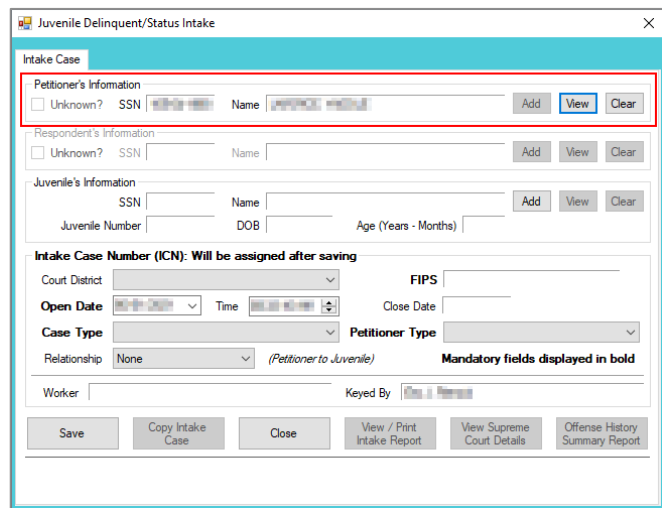 Juvenile Delinquent/Status Intake
Intake Case
Petitioner's Information
Unknown? SSN Name Add View Clear
Respondent's Information
Unknown? SSN Name Add View Clear
Juvenile's Information
SSN Name Add View Clear
Juvenile Number DOB Age (Years - Months)
Intake Case Number (ICN): Will be assigned after saving
Court District FIPS
Open Date Time Close Date
Case Type Petitioner Type
Relationship None (Petitioner to Juvenile) Mandatory fields displayed in bold
Worker Keyed By
Save Copy Intake Case Close View / Print Intake Report View Supreme Court Details Offense History Summary Report